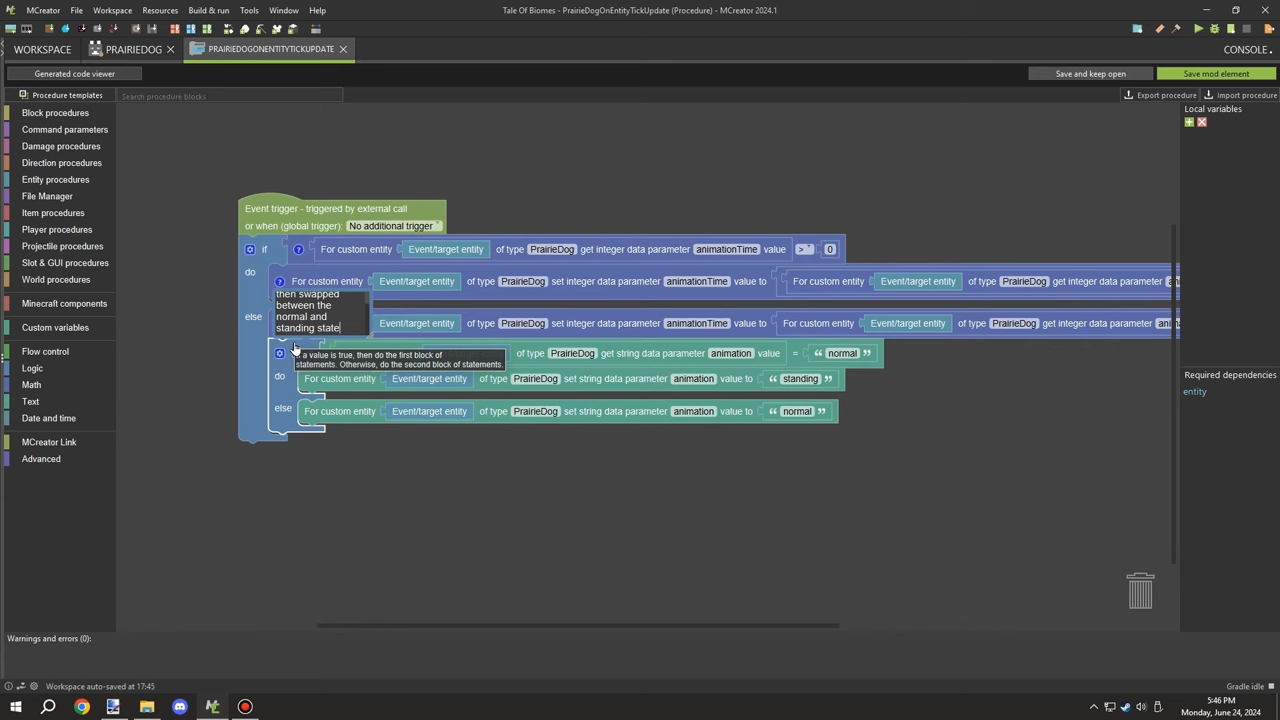 MCreator File Workspace Resources Build & run Tools Window Help
Tale Of Biomes - PrairieDogOnEntityTickUpdate (Procedure) - MCreator 2024.1
WORKSPACE PRAIRIEDOG PRAIRIEDOGONENTITYTICKUPDATE CONSOLE
Generated code viewer Save and keep open Save mod element
Procedure templates Search procedure blocks Export procedure Import procedure
Block procedures
Command parameters
Damage procedures
Direction procedures
Entity procedures
File Manager
Item procedures
Player procedures
Projectile procedures
Slot & GUI procedures
World procedures
Minecraft components
Custom variables
Flow control
Logic
Math
Text
Date and time
MCreator Link
Advanced
Event trigger - triggered by external call
or when (global trigger): No additional trigger
if For custom entity Event/target entity of type PrairieDog get integer data parameter animationTime value > 0
do For custom entity Event/target entity of type PrairieDog set integer data parameter animationTime value to For custom entity Event/target entity of type PrairieDog get integer data parameter
then swapped
between the
normal and
standing state
else Event/target entity of type PrairieDog set integer data parameter animationTime value to For custom entity Event/target entity of type PrairieDog get integer data parameter
of type PrairieDog get string data parameter animation value = “ normal ”
a value is true, then do the first block of
statements. Otherwise, do the second block of statements.
do For custom entity Event/target entity of type PrairieDog set string data parameter animation value to “ standing ”
else For custom entity Event/target entity of type PrairieDog set string data parameter animation value to “ normal ”
Local variables
Required dependencies
entity
Warnings and errors (0):
Workspace auto-saved at 17:45
Gradle idle
5:46 PM
Monday, June 24, 2024